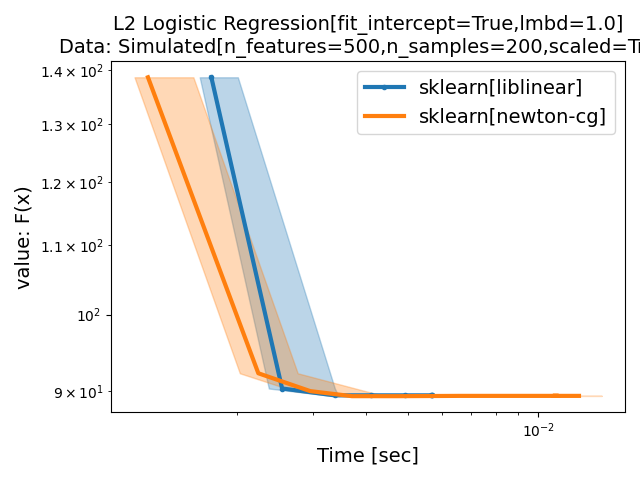 L2 Logistic Regression[fit_intercept=True,lmbd=1.0]
Data: Simulated[n_features=500,n_samples=200,scaled=Tr
sklearn[liblinear]
sklearn[newton-cg]
value: F(x)
1.4 × 10²
1.3 × 10²
1.2 × 10²
1.1 × 10²
10²
9 × 10¹
10⁻²
Time [sec]